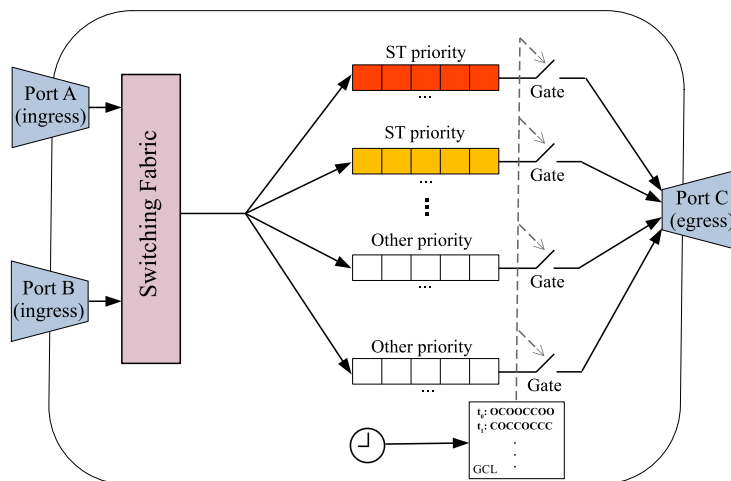 Port A
(ingress)
Port B
(ingress)
Switching Fabric
ST priority
...
Gate
ST priority
...
Gate
Other priority
...
Gate
Other priority
...
Gate
Port C
(egress)
t₀: OCOOCCOO
t₁: COCCOCCC
.
.
.
GCL